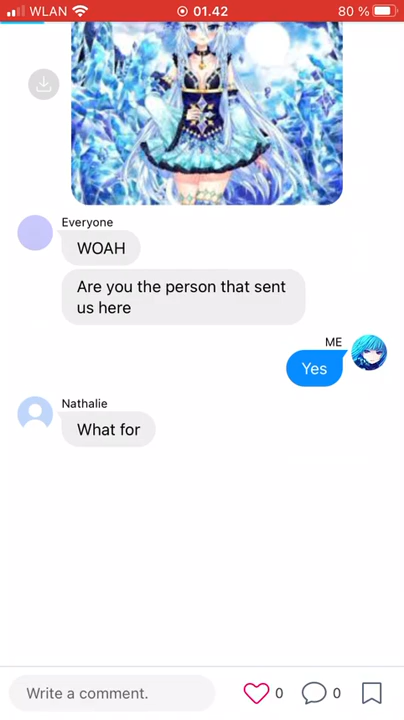 WLAN 01.42 80 %
Everyone
WOAH
Are you the person that sent
us here
ME
Yes
Nathalie
What for
Write a comment. 0 0